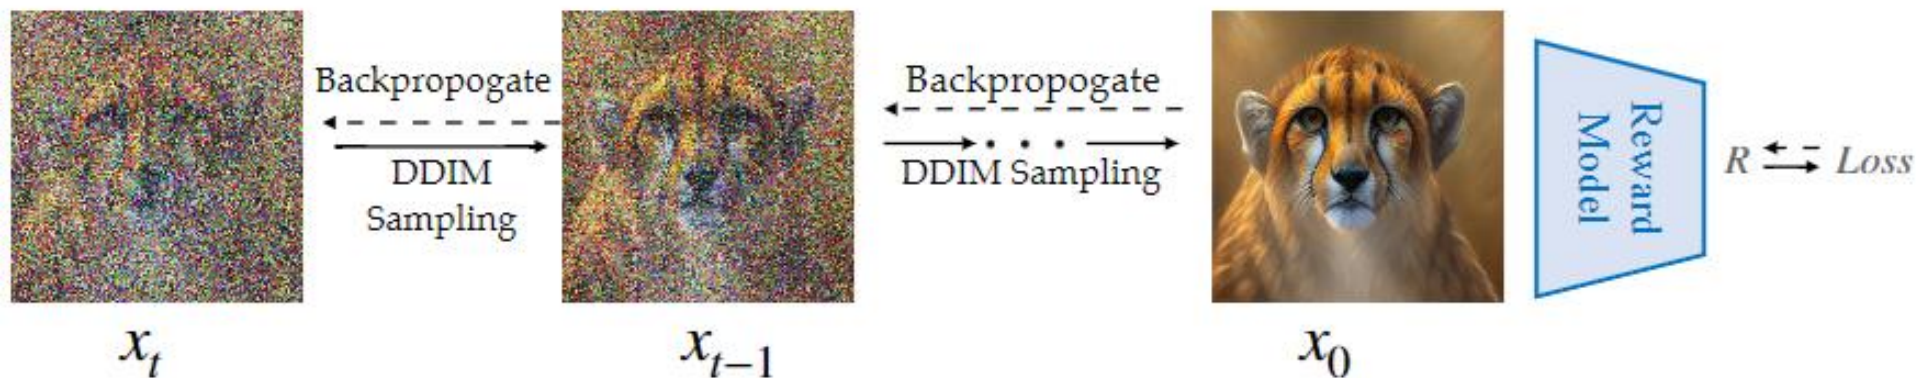 Backpropogate
DDIM
Sampling
Backpropogate
DDIM Sampling
Reward
Model
R
Loss
x_t
x_{t-1}
x_0